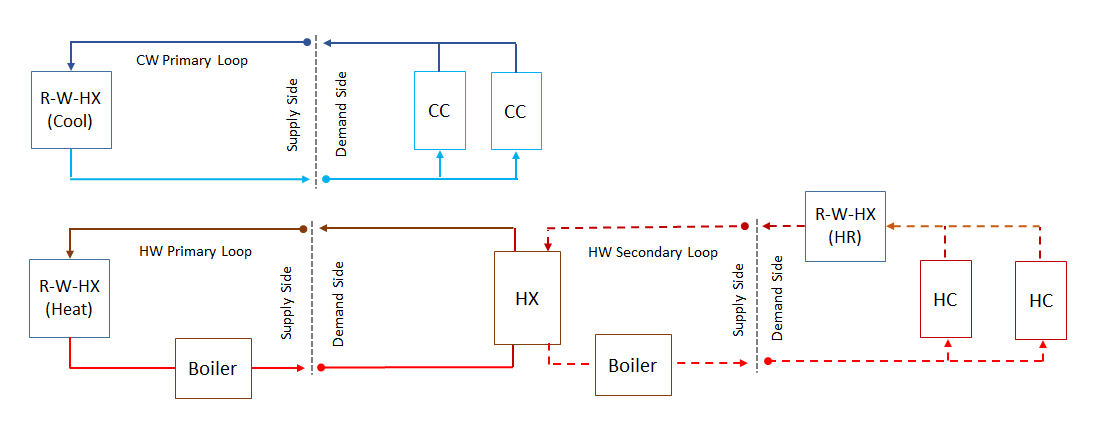 CW Primary Loop
R-W-HX
(Cool)
Supply Side
Demand Side
CC
CC
HW Primary Loop
R-W-HX
(Heat)
Boiler
Supply Side
Demand Side
HX
HW Secondary Loop
Boiler
Supply Side
Demand Side
R-W-HX
(HR)
HC
HC